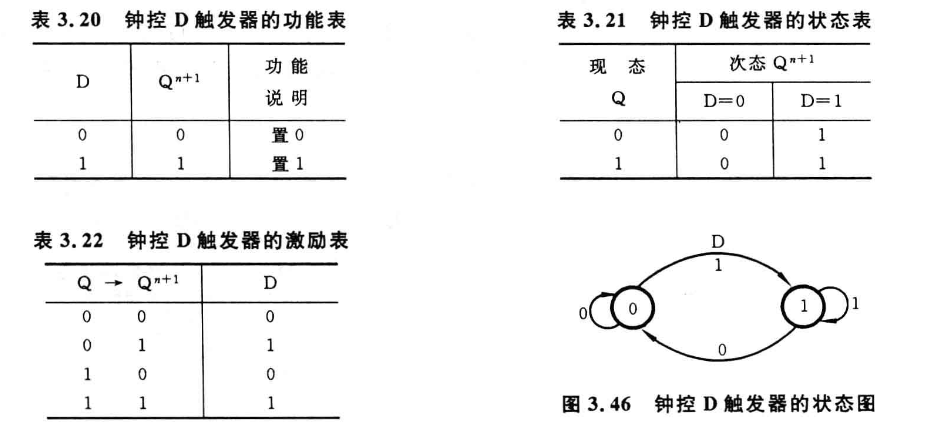 表 3.20 钟控 D 触发器的功能表
D Qⁿ⁺¹ 功能
说明
0 0 置 0
1 1 置 1
表 3.21 钟控 D 触发器的状态表
现 态 次态 Qⁿ⁺¹
Q D=0 D=1
0 0 1
1 0 1
表 3.22 钟控 D 触发器的激励表
Q → Qⁿ⁺¹ D
0 0 0
0 1 1
1 0 0
1 1 1
D
1
0 0 1 1
0
图 3.46 钟控 D 触发器的状态图